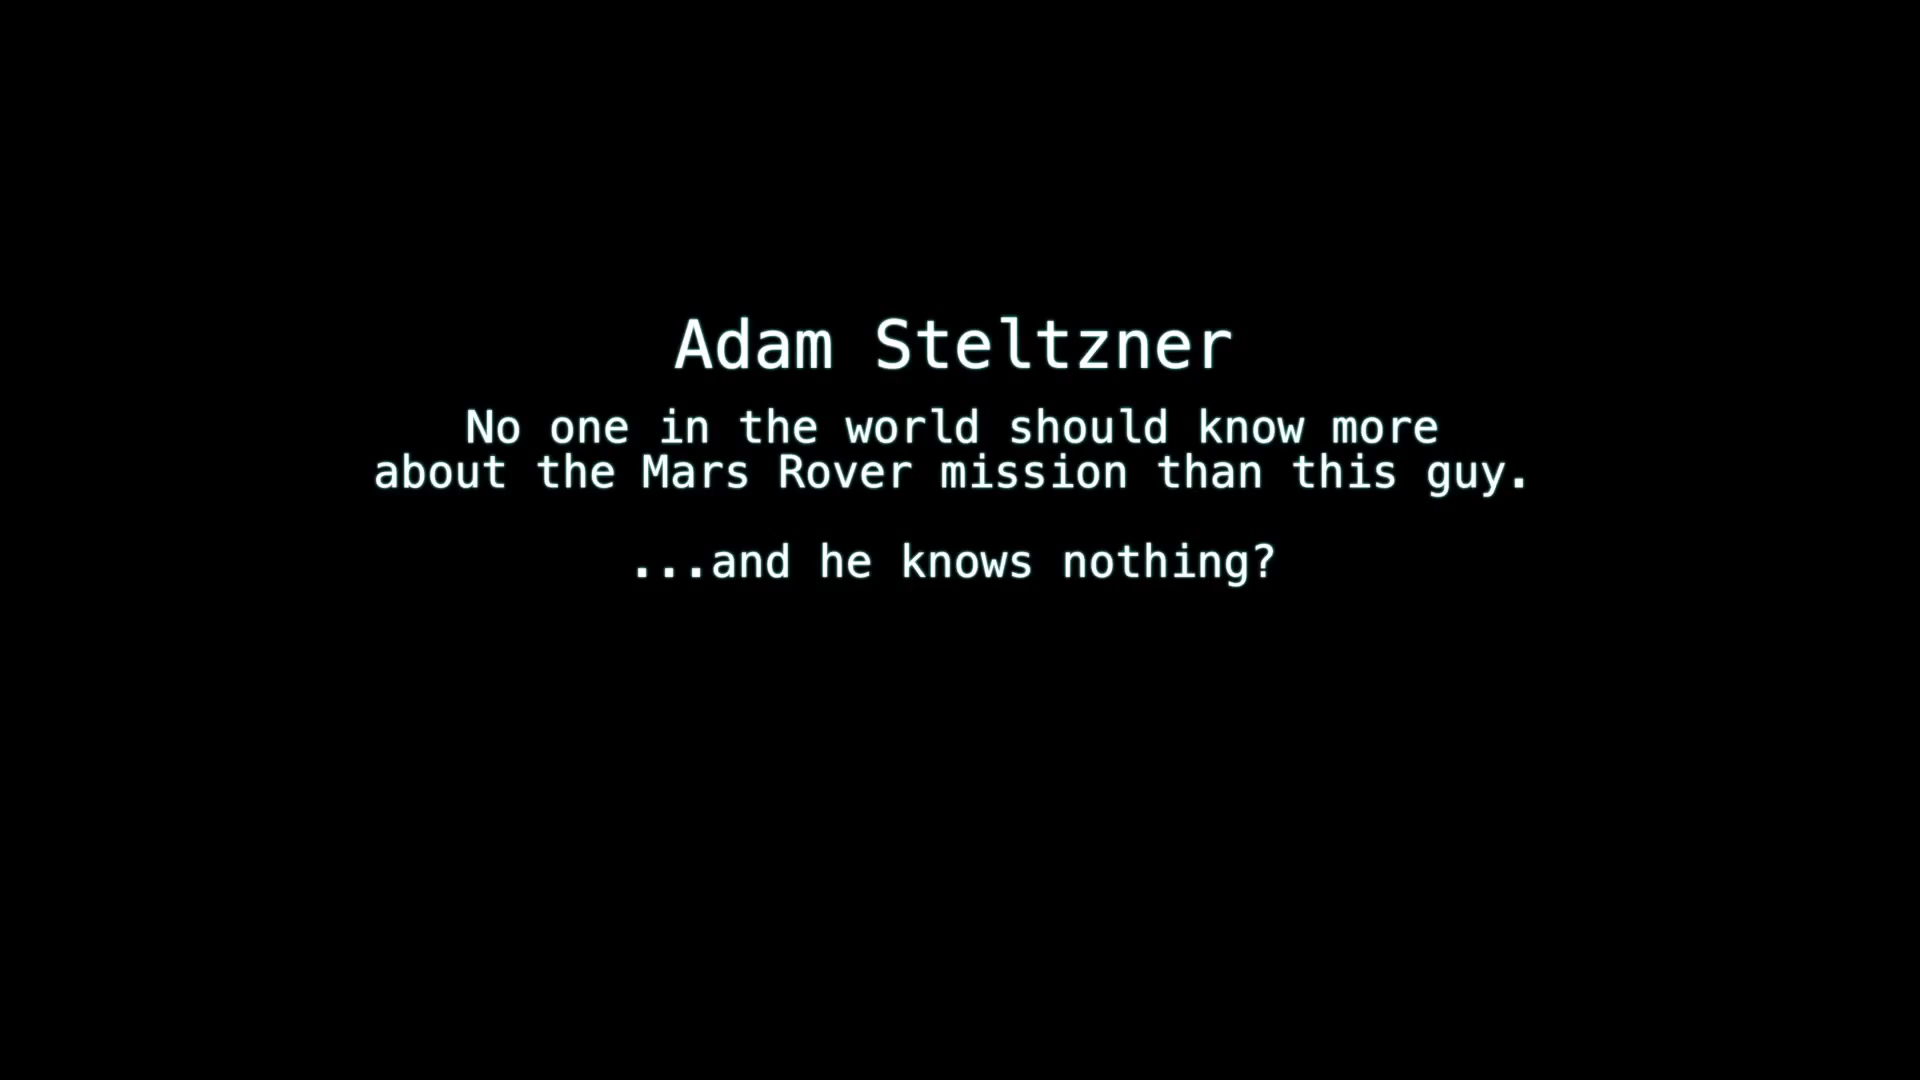 Adam Steltzner
No one in the world should know more
about the Mars Rover mission than this guy.
...and he knows nothing?